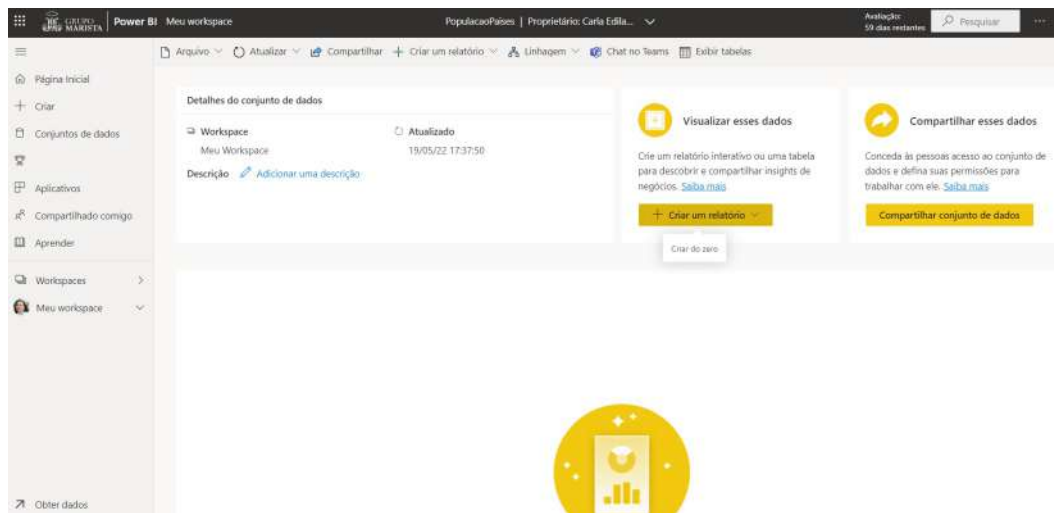 GRUPO MARISTA
Power BI
Meu workspace
PopulacaoPaises | Proprietário: Carla Edila...
Avaliação:
59 dias restantes
Pesquisar
Arquivo
Atualizar
Compartilhar
Criar um relatório
Linhagem
Chat no Teams
Exibir tabelas
Página Inicial
Criar
Conjuntos de dados
Aplicativos
Compartilhado comigo
Aprender
Workspaces
Meu workspace
Obter dados
Detalhes do conjunto de dados
Workspace
Meu Workspace
Atualizado
19/05/22 17:37:50
Descrição
Adicionar uma descrição
Visualizar esses dados
Crie um relatório interativo ou uma tabela
para descobrir e compartilhar insights de
negócios. Saiba mais
Criar um relatório
Criar do zero
Compartilhar esses dados
Conceda às pessoas acesso ao conjunto de
dados e defina suas permissões para
trabalhar com ele. Saiba mais
Compartilhar conjunto de dados